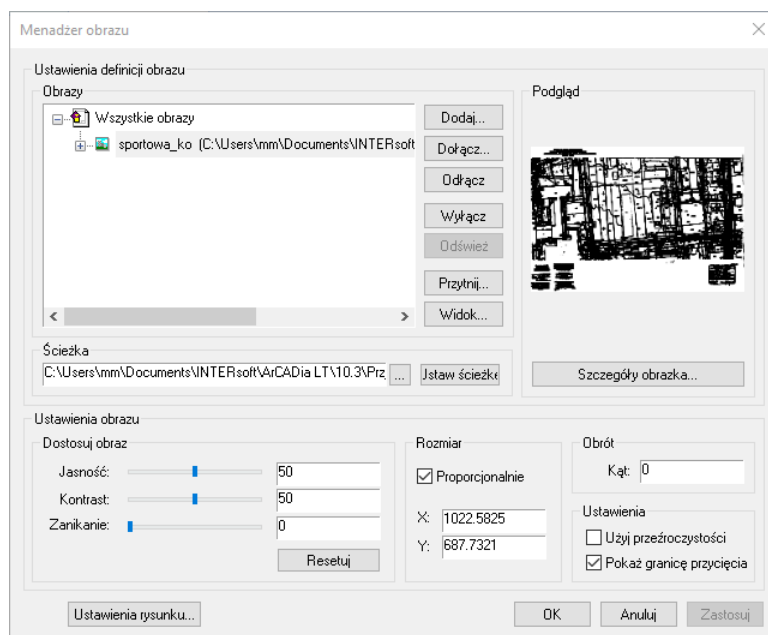 Menadżer obrazu
Ustawienia definicji obrazu
Obrazy
Wszystkie obrazy
sportowa_ko (C:\Users\mm\Documents\INTERsoft
Dodaj...
Dołącz...
Odłącz
Wyłącz
Odśwież
Przytnij...
Widok...
Podgląd
Ścieżka
C:\Users\mm\Documents\INTERsoft\ArCADia LT\10.3\Prz
...
Jstaw ścieżkę
Szczegóły obrazka...
Ustawienia obrazu
Dostosuj obraz
Jasność: 50
Kontrast: 50
Zanikanie: 0
Resetuj
Rozmiar
Proporcjonalnie
X: 1022.5825
Y: 687.7321
Obrót
Kąt: 0
Ustawienia
Użyj przeźroczystości
Pokaż granicę przycięcia
Ustawienia rysunku...
OK
Anuluj
Zastosuj